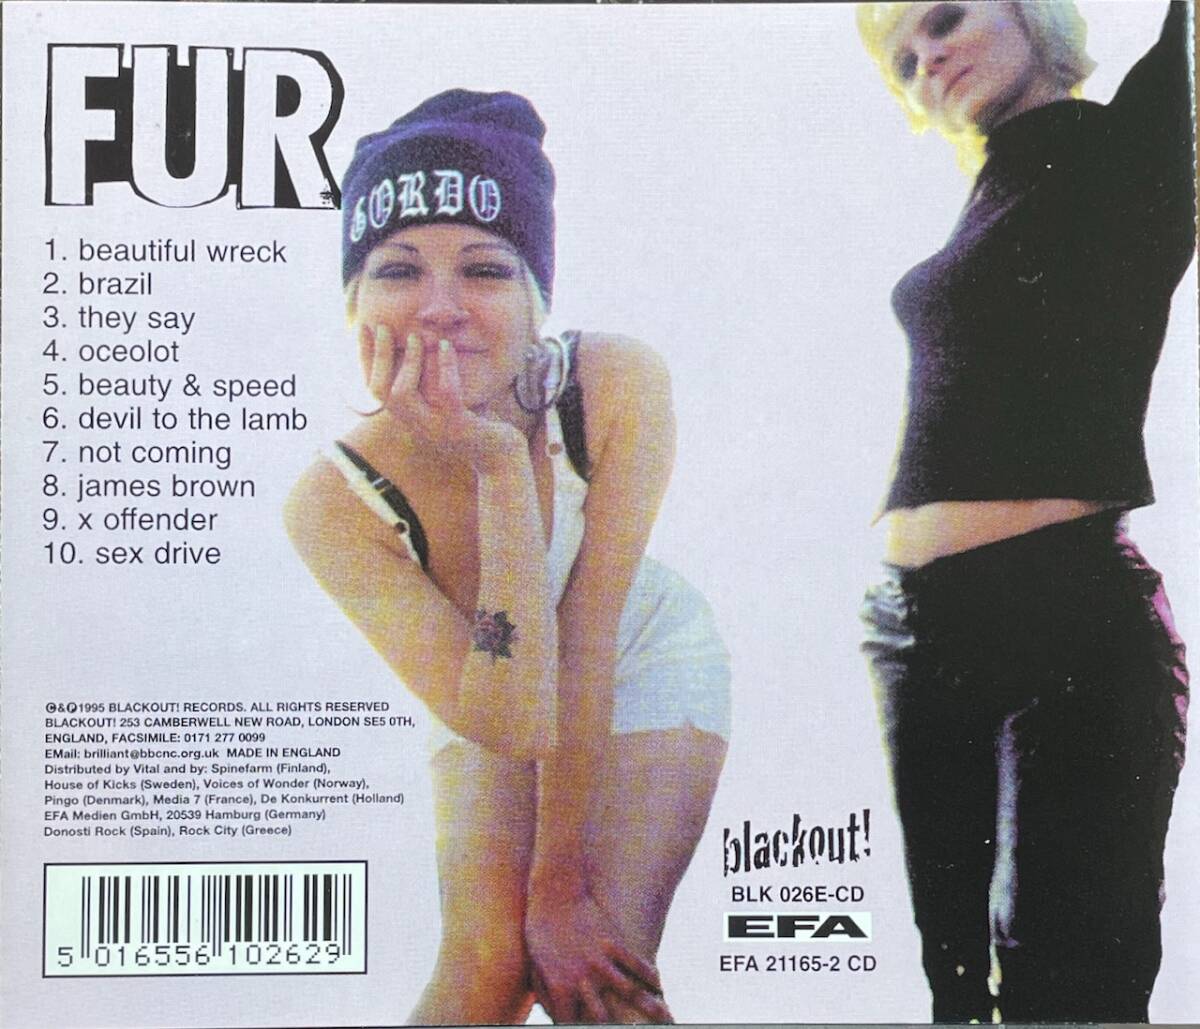 FUR
GORDO
1. beautiful wreck
2. brazil
3. they say
4. oceolot
5. beauty & speed
6. devil to the lamb
7. not coming
8. james brown
9. x offender
10. sex drive
©&℗1995 BLACKOUT! RECORDS. ALL RIGHTS RESERVED
BLACKOUT! 253 CAMBERWELL NEW ROAD, LONDON SE5 0TH,
ENGLAND, FACSIMILE: 0171 277 0099
EMail: brilliant@bbcnc.org.uk MADE IN ENGLAND
Distributed by Vital and by: Spinefarm (Finland),
House of Kicks (Sweden), Voices of Wonder (Norway),
Pingo (Denmark), Media 7 (France), De Konkurrent (Holland)
EFA Medien GmbH, 20539 Hamburg (Germany)
Donosti Rock (Spain), Rock City (Greece)
5 016556 102629
blackout!
BLK 026E-CD
EFA
EFA 21165-2 CD